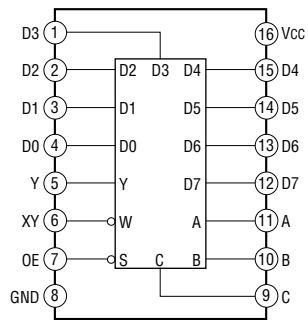 D3 1 16 VCC
D3
D2 2 D2 D4 15 D4
D1 3 D1 D5 14 D5
D0 4 D0 D6 13 D6
Y 5 Y D7 12 D7
XY 6 W A 11 A
OE 7 S C B 10 B
GND 8 9 C